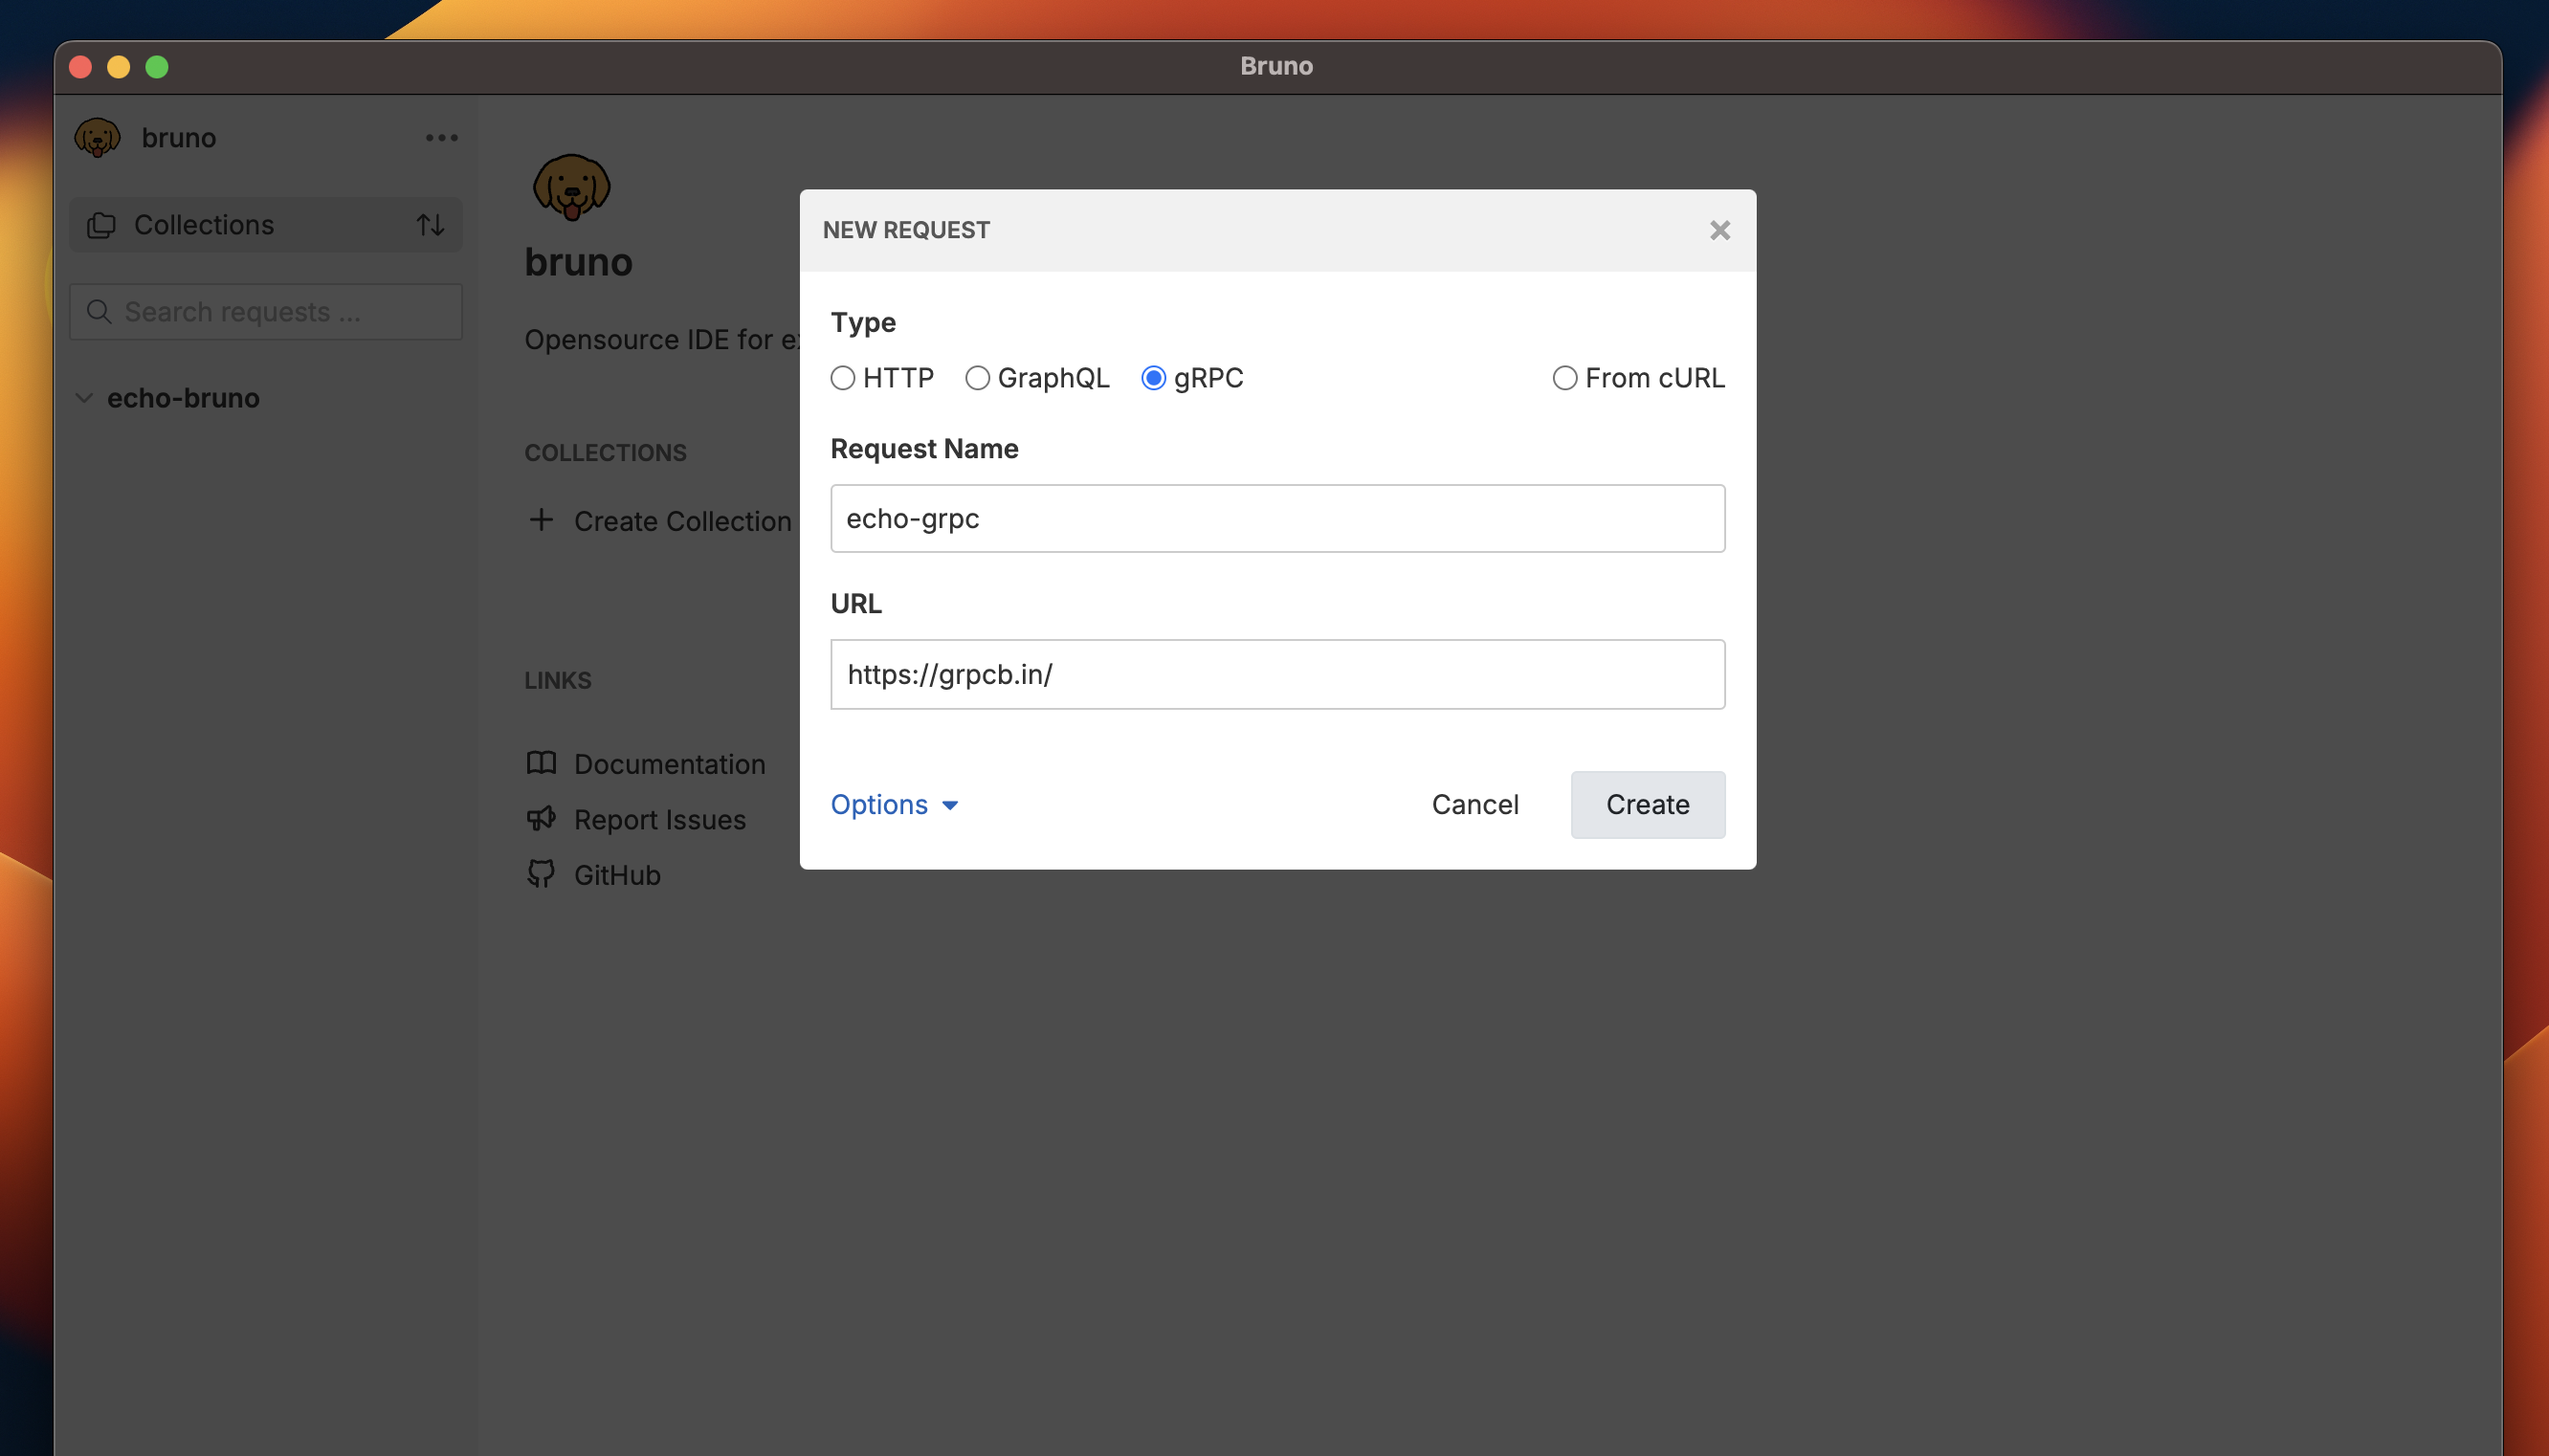 Bruno
bruno
Collections
Search requests ...
echo-bruno
bruno
Opensource IDE for e
COLLECTIONS
Create Collection
LINKS
Documentation
Report Issues
GitHub
NEW REQUEST
Type
HTTP GraphQL gRPC From cURL
Request Name
echo-grpc
URL
https://grpcb.in/
Options Cancel Create